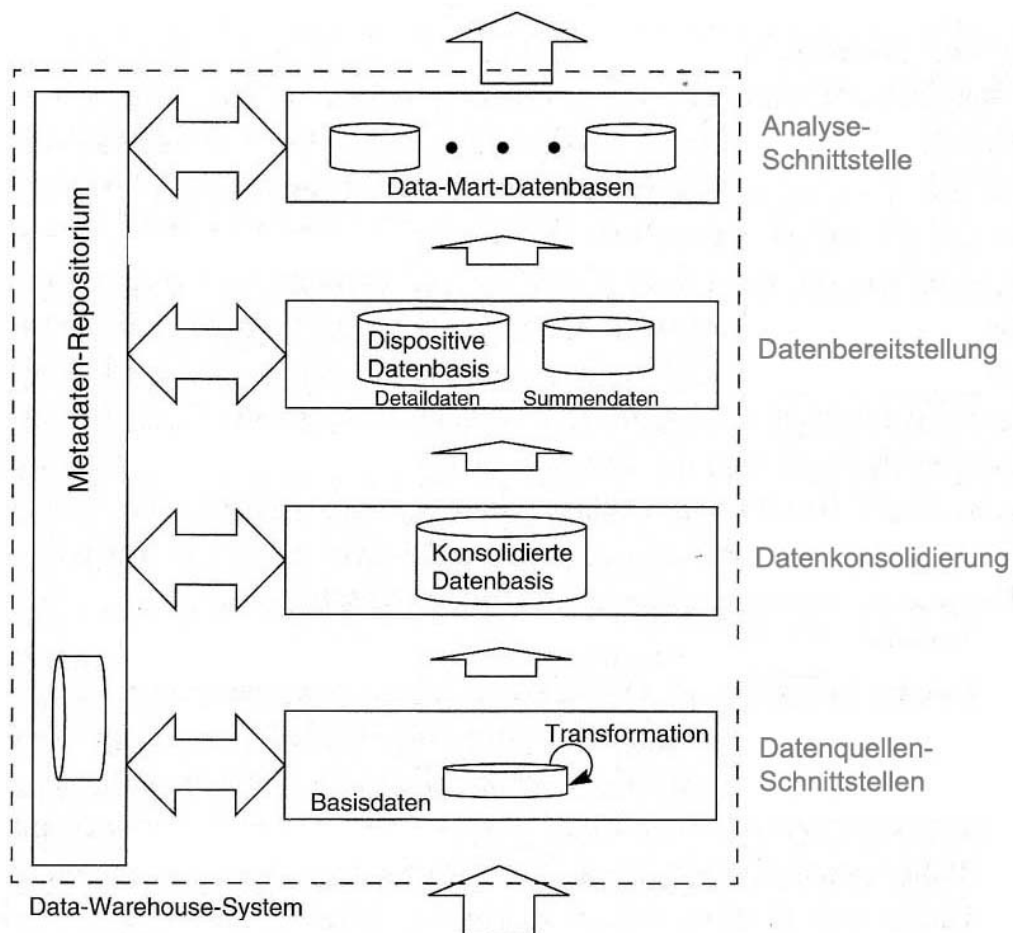 Analyse-
Schnittstelle
Data-Mart-Datenbasen
Metadaten-Repositorium
Dispositive
Datenbasis
Detaildaten
Summendaten
Datenbereitstellung
Konsolidierte
Datenbasis
Datenkonsolidierung
Transformation
Basisdaten
Datenquellen-
Schnittstellen
Data-Warehouse-System